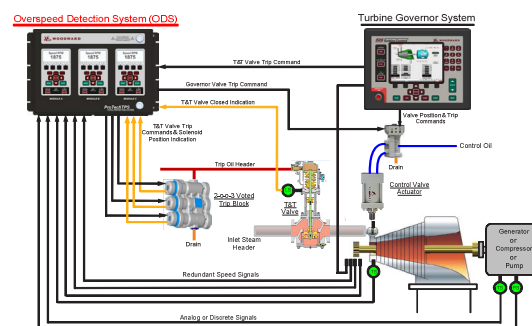 Overspeed Detection System (ODS)
Turbine Governor System
WOODWARD
WOODWARD
1875
1875
1875
ProTechTPS
T&T Valve Trip Command
Governor Valve Trip Command
T&T Valve Closed Indication
T&T Valve Trip
Commands & Solenoid
Position Indication
Valve Position & Trip
Commands
Control Oil
Drain
Trip Oil Header
2-o-o-3 Voted
Trip Block
T&T
Valve
Control Valve
Actuator
Drain
Inlet Steam
Header
Generator
or
Compressor
or
Pump
Redundant Speed Signals
Analog or Discrete Signals